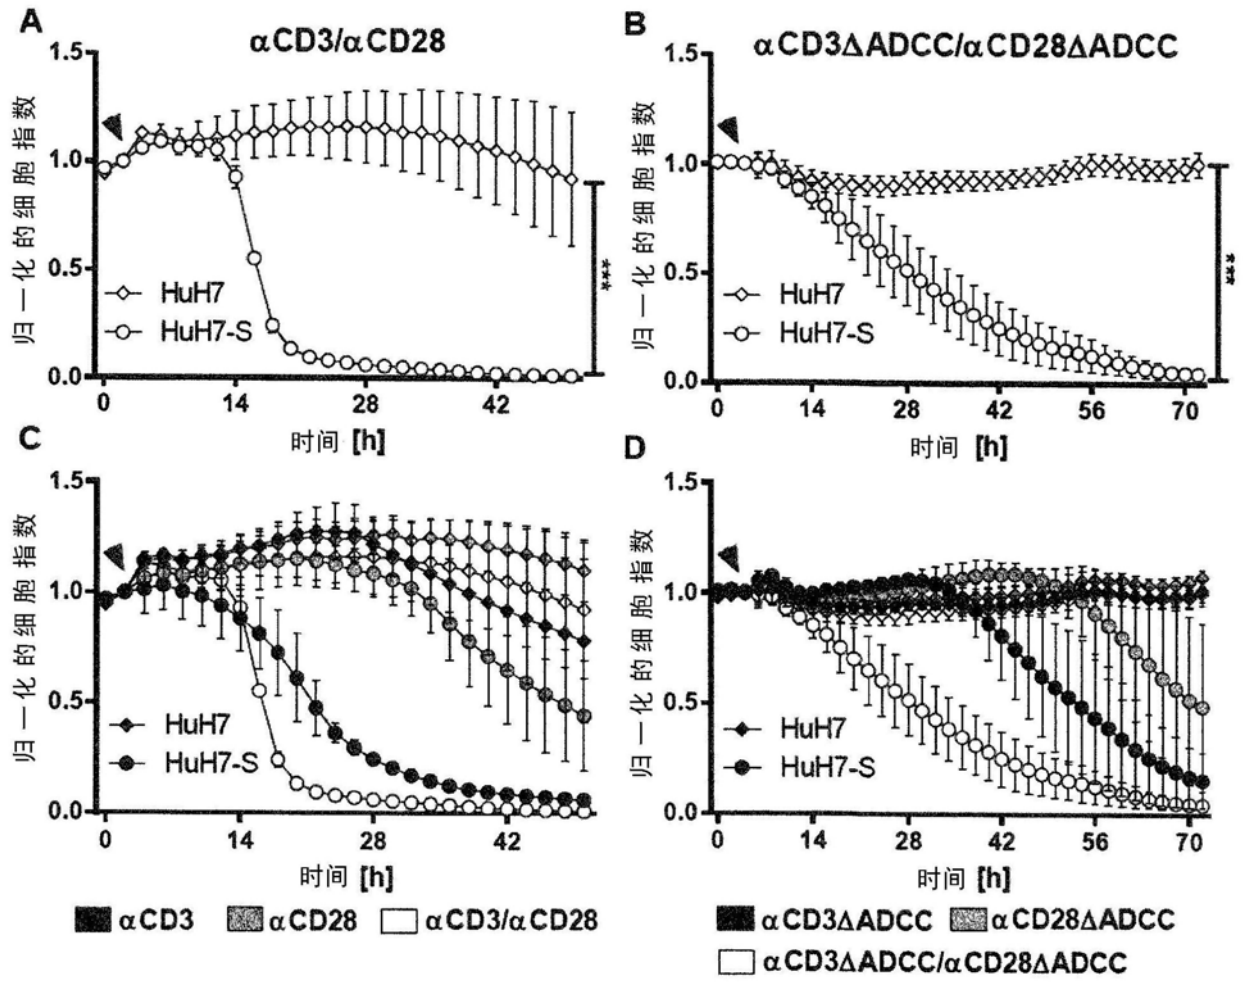 A
αCD3/αCD28
1.5
1.0
0.5
0.0
归一化的细胞指数
HuH7
HuH7-S
***
0 14 28 42
时间 [h]
B
αCD3ΔADCC/αCD28ΔADCC
1.5
1.0
0.5
0.0
归一化的细胞指数
HuH7
HuH7-S
***
0 14 28 42 56 70
时间 [h]
C
1.5
1.0
0.5
0.0
归一化的细胞指数
HuH7
HuH7-S
0 14 28 42
时间 [h]
αCD3 αCD28 αCD3/αCD28
D
1.5
1.0
0.5
0.0
归一化的细胞指数
HuH7
HuH7-S
0 14 28 42 56 70
时间 [h]
αCD3ΔADCC αCD28ΔADCC
αCD3ΔADCC/αCD28ΔADCC